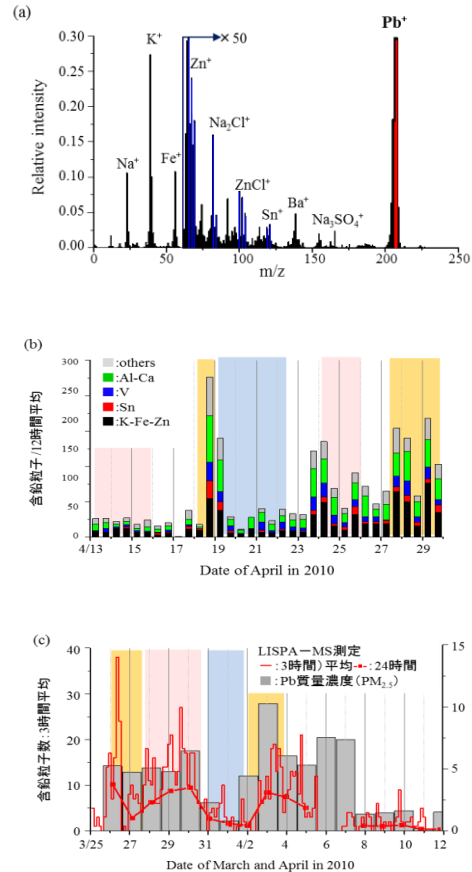 (a)
Relative intensity
0.30
0.25
0.20
0.15
0.10
0.05
0.00
Na⁺
K⁺
Fe⁺
× 50
Zn⁺
Na₂Cl⁺
ZnCl⁺
Sn⁺
Ba⁺
Na₃SO₄⁺
Pb⁺
0 50 100 150 200 250
m/z
(b)
含鉛粒子/12時間平均
300
300
250
200
150
100
50
0
:others
:Al-Ca
:V
:Sn
:K-Fe-Zn
4/13 15 17 19 21 23 25 27 29
Date of April in 2010
(c)
含鉛粒子数:3時間平均
40
30
20
10
0
LISPA－MS測定
:3時間)平均 :24時間
:Pb質量濃度(PM₂.₅)
15
10
5
0
3/25 27 29 31 4/2 4 6 8 10 12
Date of March and April in 2010